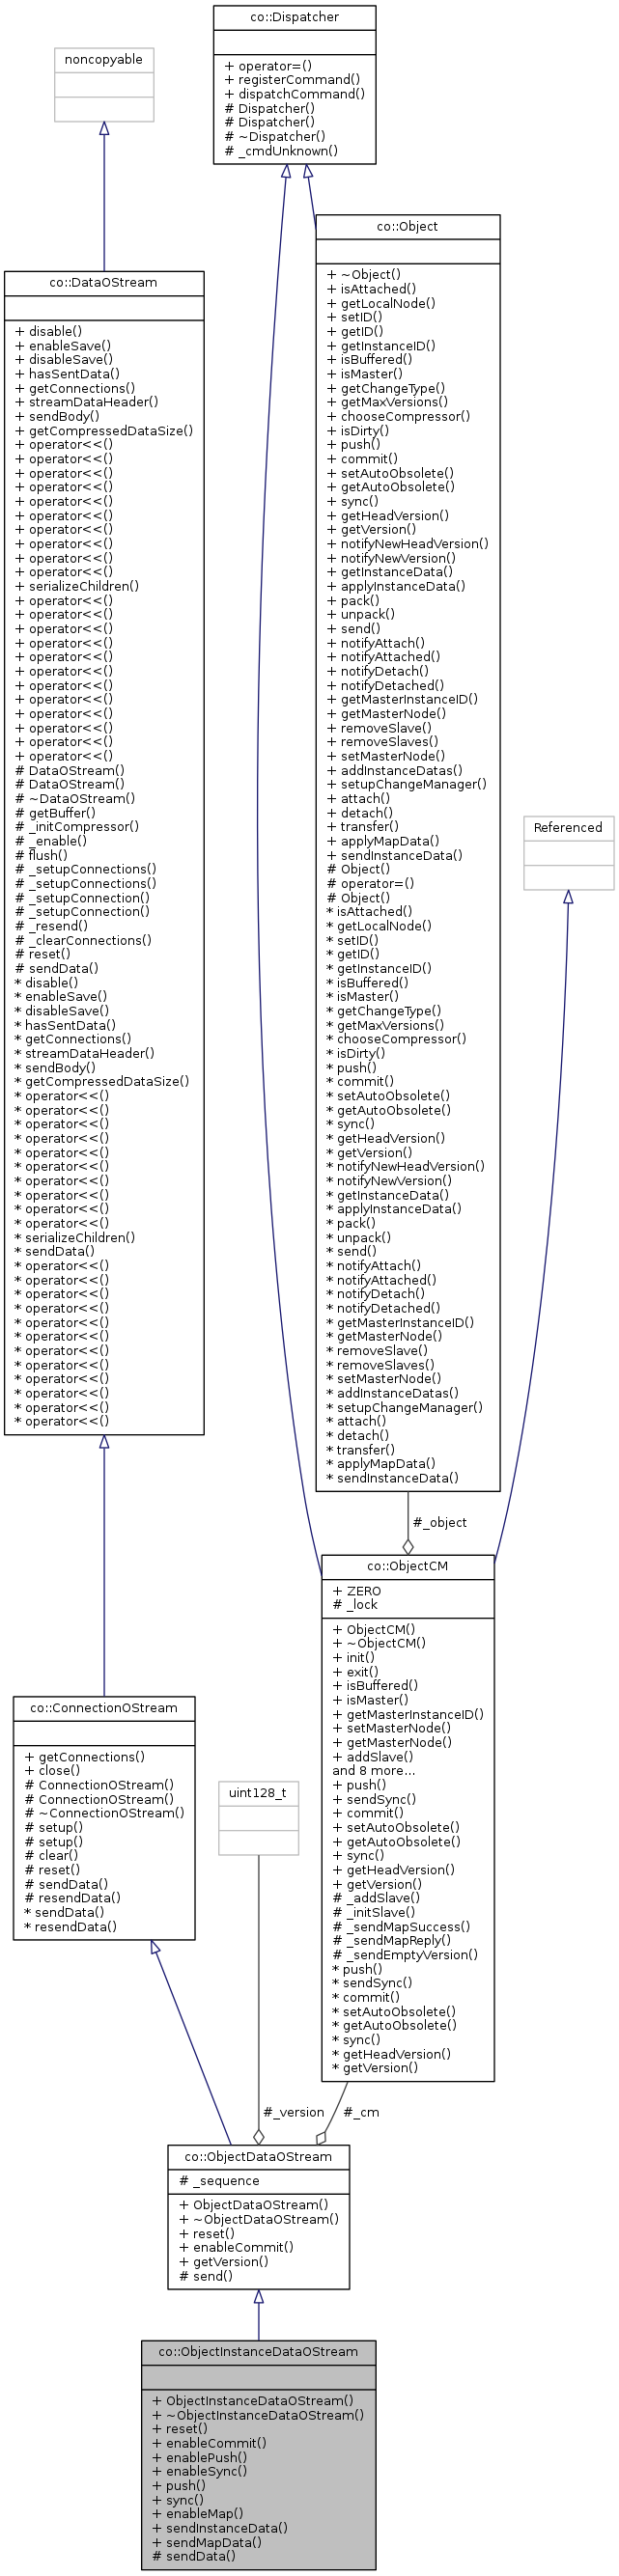 co::Dispatcher
+ operator=()
+ registerCommand()
+ dispatchCommand()
# Dispatcher()
# Dispatcher()
# ~Dispatcher()
# _cmdUnknown()
noncopyable
co::Object
+ ~Object()
+ isAttached()
+ getLocalNode()
+ setID()
+ getID()
+ getInstanceID()
+ isBuffered()
+ isMaster()
+ getChangeType()
+ getMaxVersions()
+ chooseCompressor()
+ isDirty()
+ push()
+ commit()
+ setAutoObsolete()
+ getAutoObsolete()
+ sync()
+ getHeadVersion()
+ getVersion()
+ notifyNewHeadVersion()
+ notifyNewVersion()
+ getInstanceData()
+ applyInstanceData()
+ pack()
+ unpack()
+ send()
+ notifyAttach()
+ notifyAttached()
+ notifyDetach()
+ notifyDetached()
+ getMasterInstanceID()
+ getMasterNode()
+ removeSlave()
+ removeSlaves()
+ setMasterNode()
+ addInstanceDatas()
+ setupChangeManager()
+ attach()
+ detach()
+ transfer()
+ applyMapData()
+ sendInstanceData()
# Object()
# operator=()
# Object()
* isAttached()
* getLocalNode()
* setID()
* getID()
* getInstanceID()
* isBuffered()
* isMaster()
* getChangeType()
* getMaxVersions()
* chooseCompressor()
* isDirty()
* push()
* commit()
* setAutoObsolete()
* getAutoObsolete()
* sync()
* getHeadVersion()
* getVersion()
* notifyNewHeadVersion()
* notifyNewVersion()
* getInstanceData()
* applyInstanceData()
* pack()
* unpack()
* send()
* notifyAttach()
* notifyAttached()
* notifyDetach()
* notifyDetached()
* getMasterInstanceID()
* getMasterNode()
* removeSlave()
* removeSlaves()
* setMasterNode()
* addInstanceDatas()
* setupChangeManager()
* attach()
* detach()
* transfer()
* applyMapData()
* sendInstanceData()
co::DataOStream
+ disable()
+ enableSave()
+ disableSave()
+ hasSentData()
+ getConnections()
+ streamDataHeader()
+ sendBody()
+ getCompressedDataSize()
+ operator<<()
+ operator<<()
+ operator<<()
+ operator<<()
+ operator<<()
+ operator<<()
+ operator<<()
+ operator<<()
+ operator<<()
+ operator<<()
+ serializeChildren()
+ operator<<()
+ operator<<()
+ operator<<()
+ operator<<()
+ operator<<()
+ operator<<()
+ operator<<()
+ operator<<()
+ operator<<()
+ operator<<()
+ operator<<()
+ operator<<()
# DataOStream()
# DataOStream()
# ~DataOStream()
# getBuffer()
# _initCompressor()
# _enable()
# flush()
# _setupConnections()
# _setupConnections()
# _setupConnection()
# _setupConnection()
# _resend()
# _clearConnections()
# reset()
# sendData()
* disable()
* enableSave()
* disableSave()
* hasSentData()
* getConnections()
* streamDataHeader()
* sendBody()
* getCompressedDataSize()
* operator<<()
* operator<<()
* operator<<()
* operator<<()
* operator<<()
* operator<<()
* operator<<()
* operator<<()
* operator<<()
* operator<<()
* serializeChildren()
* sendData()
* operator<<()
* operator<<()
* operator<<()
* operator<<()
* operator<<()
* operator<<()
* operator<<()
* operator<<()
* operator<<()
* operator<<()
* operator<<()
* operator<<()
Referenced
#_object
co::ObjectCM
+ ZERO
# _lock
+ ObjectCM()
+ ~ObjectCM()
+ init()
+ exit()
+ isBuffered()
+ isMaster()
+ getMasterInstanceID()
+ setMasterNode()
+ getMasterNode()
+ addSlave()
and 8 more...
+ push()
+ sendSync()
+ commit()
+ setAutoObsolete()
+ getAutoObsolete()
+ sync()
+ getHeadVersion()
+ getVersion()
# _addSlave()
# _initSlave()
# _sendMapSuccess()
# _sendMapReply()
# _sendEmptyVersion()
* push()
* sendSync()
* commit()
* setAutoObsolete()
* getAutoObsolete()
* sync()
* getHeadVersion()
* getVersion()
co::ConnectionOStream
+ getConnections()
+ close()
# ConnectionOStream()
# ConnectionOStream()
# ~ConnectionOStream()
# setup()
# setup()
# clear()
# reset()
# sendData()
# resendData()
* sendData()
* resendData()
uint128_t
#_version
#_cm
co::ObjectDataOStream
# _sequence
+ ObjectDataOStream()
+ ~ObjectDataOStream()
+ reset()
+ enableCommit()
+ getVersion()
# send()
co::ObjectInstanceDataOStream
+ ObjectInstanceDataOStream()
+ ~ObjectInstanceDataOStream()
+ reset()
+ enableCommit()
+ enablePush()
+ enableSync()
+ push()
+ sync()
+ enableMap()
+ sendInstanceData()
+ sendMapData()
# sendData()